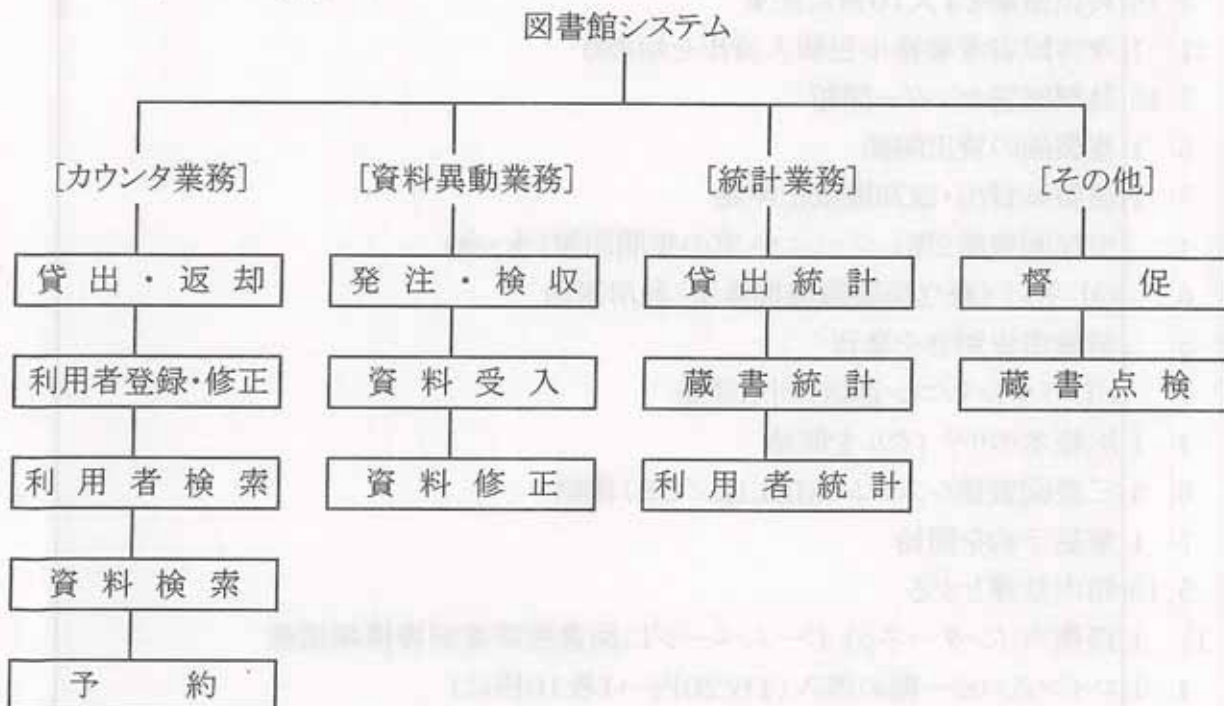 図書館システム
[カウンタ業務] [資料異動業務] [統計業務] [その他]
貸出・返却 発注・検収 貸出統計 督促
利用者登録・修正 資料受入 蔵書統計 蔵書点検
利用者検索 資料修正 利用者統計
資料検索
予約